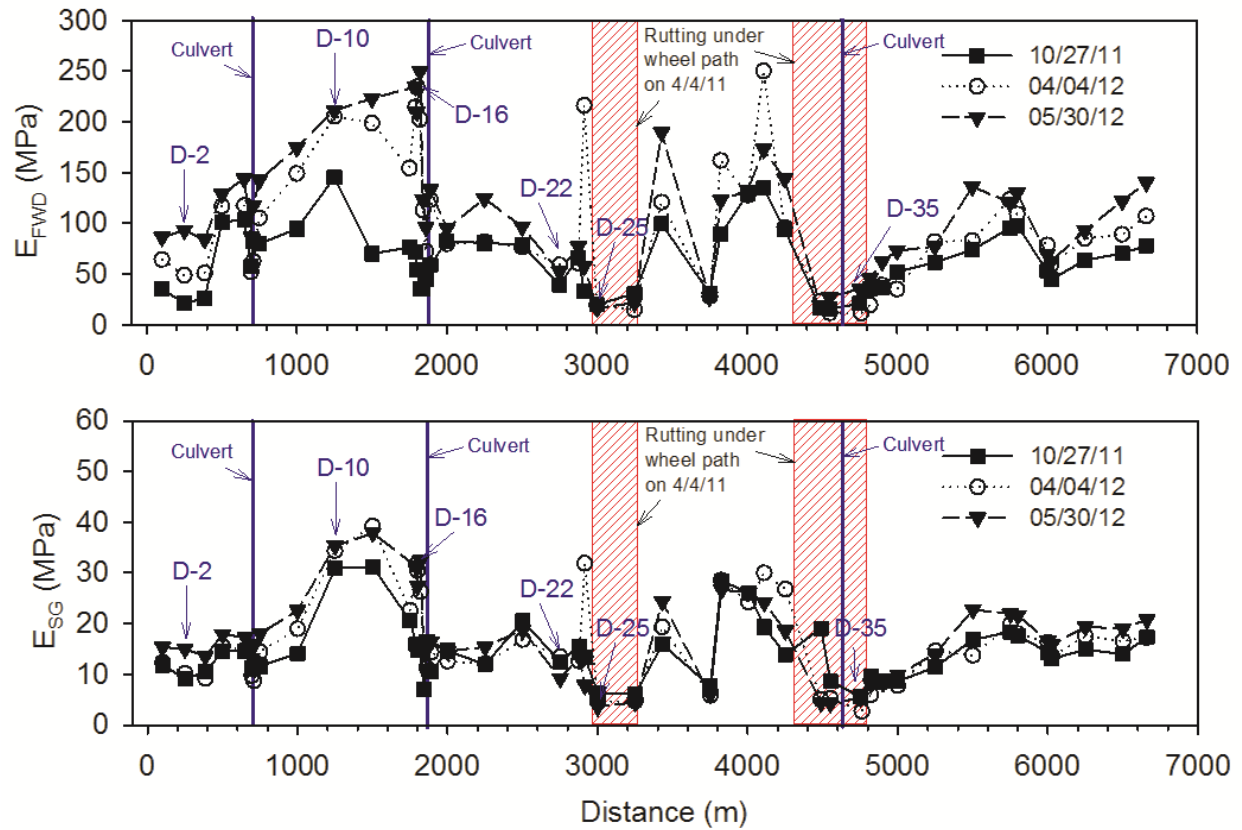 300
250
200
150
100
50
0
E_FWD (MPa)
Culvert
D-10
Culvert
D-16
D-2
D-22
D-25
Rutting under
wheel path
on 4/4/11
Culvert
D-35
10/27/11
04/04/12
05/30/12
0 1000 2000 3000 4000 5000 6000 7000
60
50
40
30
20
10
0
E_SG (MPa)
Culvert
D-10
Culvert
D-16
D-2
D-22
D-25
Rutting under
wheel path
on 4/4/11
Culvert
D-35
10/27/11
04/04/12
05/30/12
0 1000 2000 3000 4000 5000 6000 7000
Distance (m)